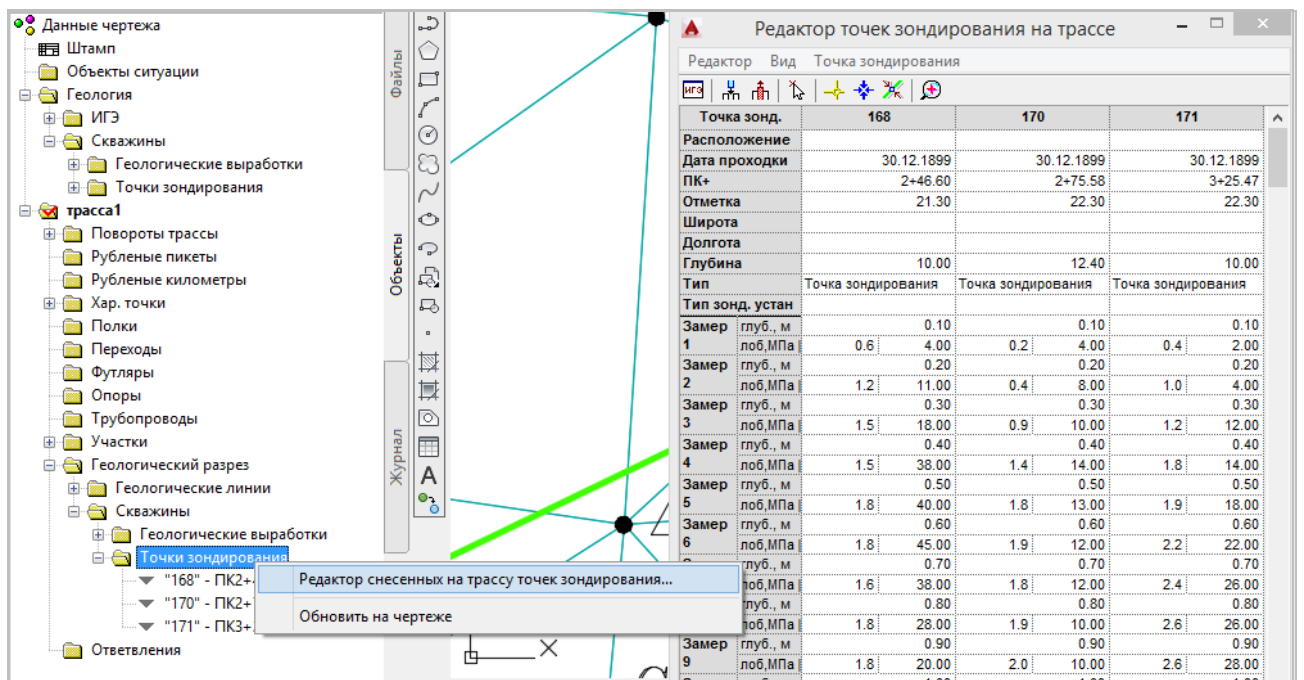 Данные чертежа
Штамп
Объекты ситуации
Геология
ИГЭ
Скважины
Геологические выработки
Точки зондирования
трасса1
Повороты трассы
Рубленые пикеты
Рубленые километры
Хар. точки
Полки
Переходы
Футляры
Опоры
Трубопроводы
Участки
Геологический разрез
Геологические линии
Скважины
Геологические выработки
Точки зондирования
"168" - ПК2+
"170" - ПК2+
"171" - ПК3+
Ответвления
Редактор снесенных на трассу точек зондирования...
Обновить на чертеже
Файлы
Объекты
Журнал
A
Редактор точек зондирования на трассе
Редактор Вид Точка зондирования
ИГЭ
Точка зонд. 168 170 171
Расположение
Дата проходки 30.12.1899 30.12.1899 30.12.1899
ПК+ 2+46.60 2+75.58 3+25.47
Отметка 21.30 22.30 22.30
Широта
Долгота
Глубина 10.00 12.40 10.00
Тип Точка зондирования Точка зондирования Точка зондирования
Тип зонд. устан
Замер глуб., м 0.10 0.10 0.10
1 лоб,МПа 0.6 4.00 0.2 4.00 0.4 2.00
Замер глуб., м 0.20 0.20 0.20
2 лоб,МПа 1.2 11.00 0.4 8.00 1.0 4.00
Замер глуб., м 0.30 0.30 0.30
3 лоб,МПа 1.5 18.00 0.9 10.00 1.2 12.00
Замер глуб., м 0.40 0.40 0.40
4 лоб,МПа 1.5 38.00 1.4 14.00 1.8 14.00
Замер глуб., м 0.50 0.50 0.50
5 лоб,МПа 1.8 40.00 1.8 13.00 1.9 18.00
Замер глуб., м 0.60 0.60 0.60
6 лоб,МПа 1.8 45.00 1.9 12.00 2.2 22.00
глуб., м 0.70 0.70 0.70
лоб,МПа 1.6 38.00 1.8 12.00 2.4 26.00
глуб., м 0.80 0.80 0.80
лоб,МПа 1.8 28.00 1.9 10.00 2.6 26.00
Замер глуб., м 0.90 0.90 0.90
9 лоб,МПа 1.8 20.00 2.0 10.00 2.6 28.00